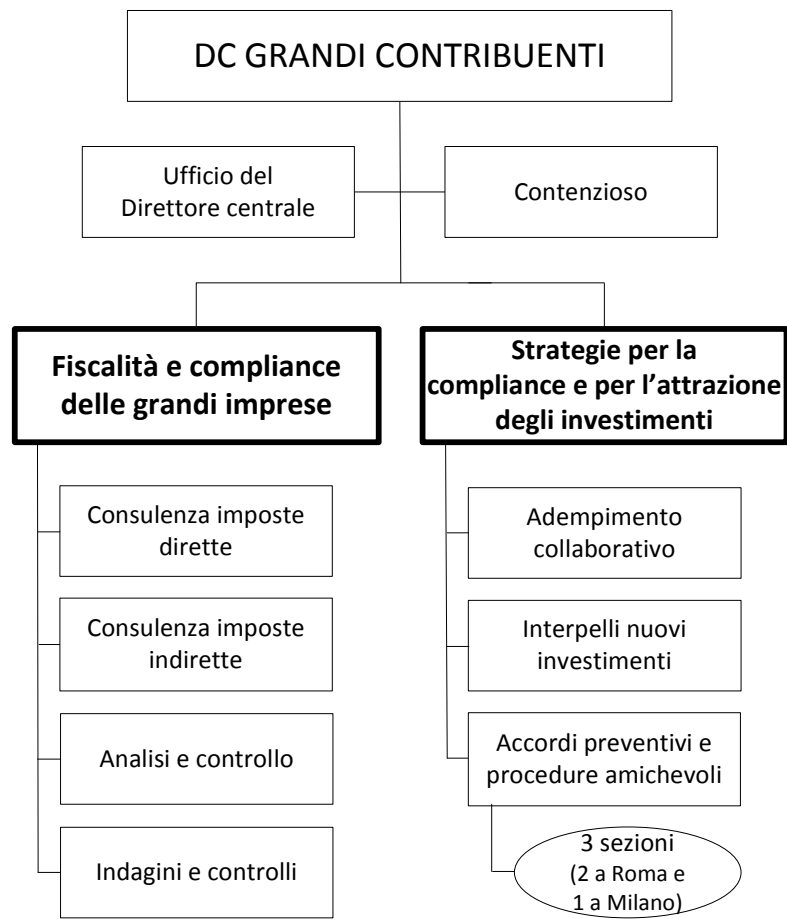 DC GRANDI CONTRIBUENTI
Ufficio del
Direttore centrale
Contenzioso
Fiscalità e compliance
delle grandi imprese
Strategie per la
compliance e per l’attrazione
degli investimenti
Consulenza imposte
dirette
Consulenza imposte
indirette
Analisi e controllo
Indagini e controlli
Adempimento
collaborativo
Interpelli nuovi
investimenti
Accordi preventivi e
procedure amichevoli
3 sezioni
(2 a Roma e
1 a Milano)